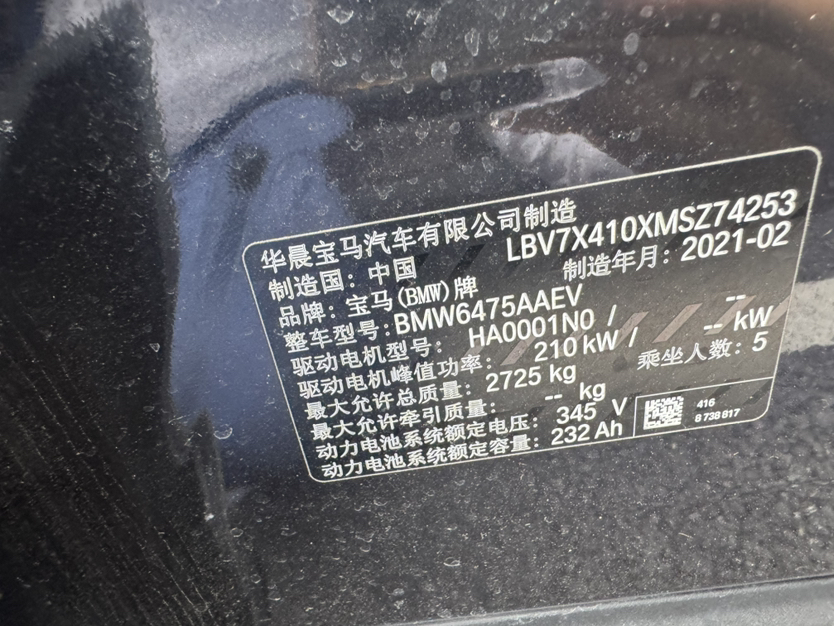 华晨宝马汽车有限公司制造
LBV7X410XMSZ74253
制造国：中国
制造年月：2021-02
品牌：宝马(BMW)牌
整车型号：BMW6475AAEV
驱动电机型号： HA0001N0 / --
驱动电机峰值功率： 210 kW / -- kW
最大允许总质量：2725 kg
乘坐人数：5
最大允许牵引质量： -- kg
动力电池系统额定电压：345 V
动力电池系统额定容量：232 Ah
416
8 738 817